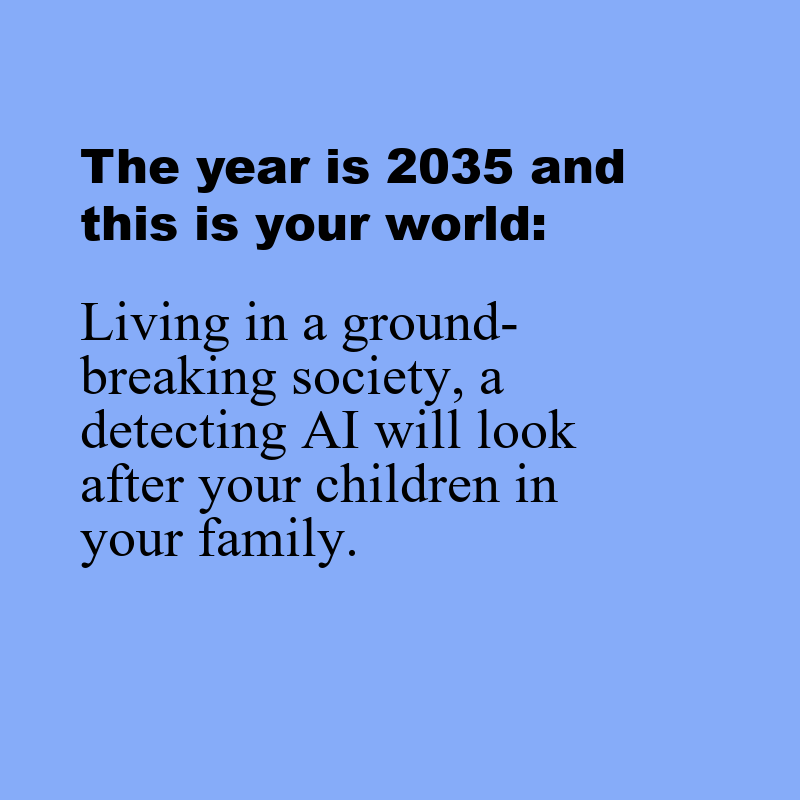 The year is 2035 and
this is your world:
Living in a ground-
breaking society, a
detecting AI will look
after your children in
your family.